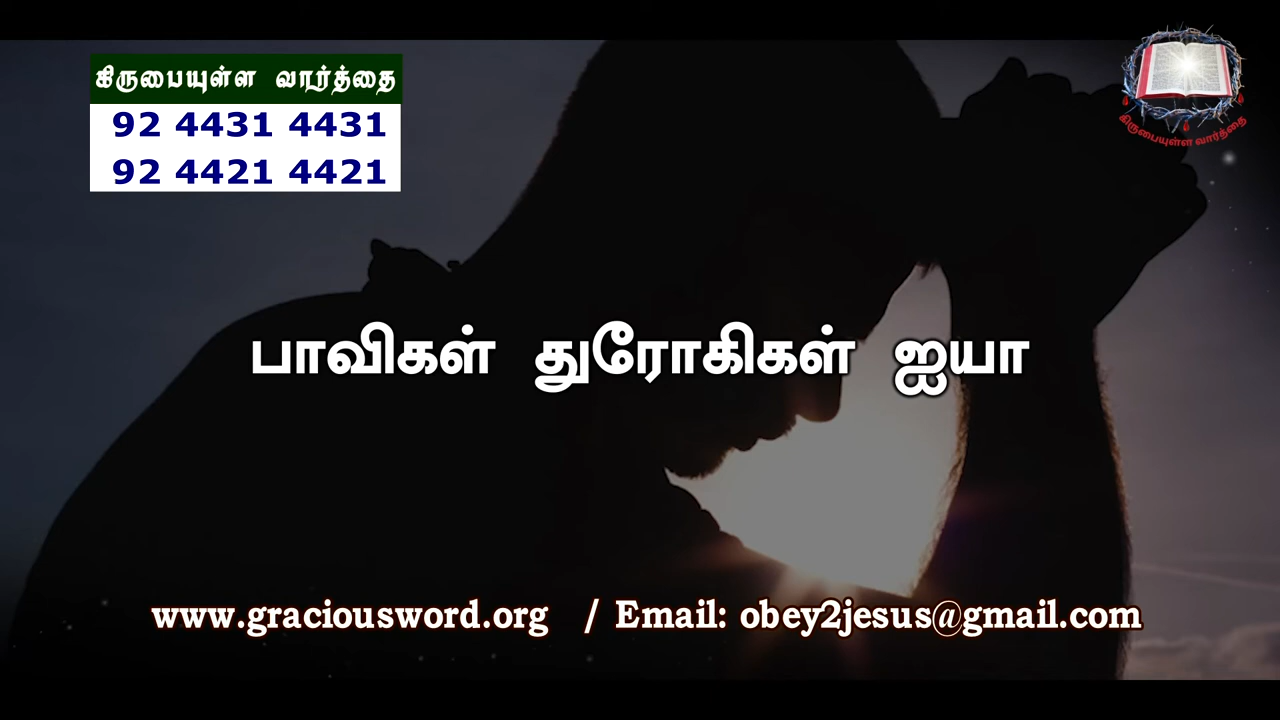 கிருபையுள்ள வார்த்தை
92 4431 4431
92 4421 4421
கிருபையுள்ள வார்த்தை
பாவிகள் துரோகிகள் ஐயா
www.graciousword.org / Email: obey2jesus@gmail.com